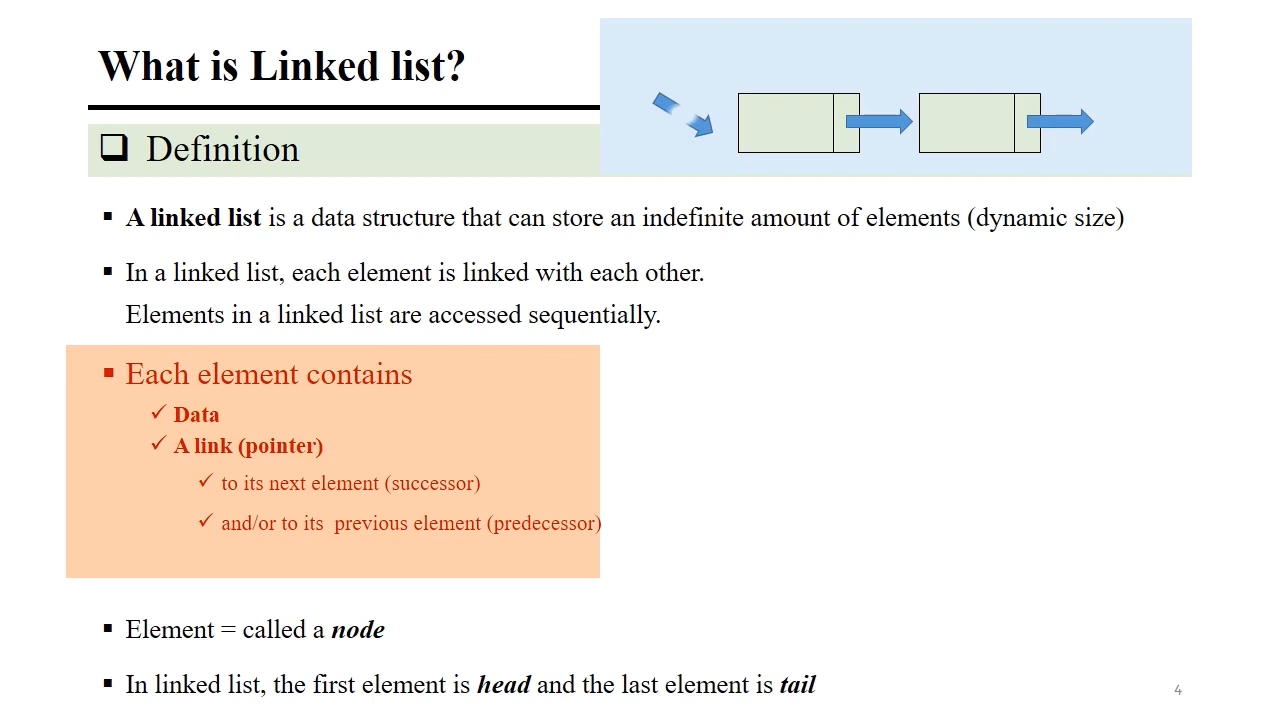 What is Linked list?
❑ Definition
▪ A linked list is a data structure that can store an indefinite amount of elements (dynamic size)
▪ In a linked list, each element is linked with each other.
Elements in a linked list are accessed sequentially.
▪ Each element contains
✓ Data
✓ A link (pointer)
✓ to its next element (successor)
✓ and/or to its previous element (predecessor)
▪ Element = called a node
▪ In linked list, the first element is head and the last element is tail
4